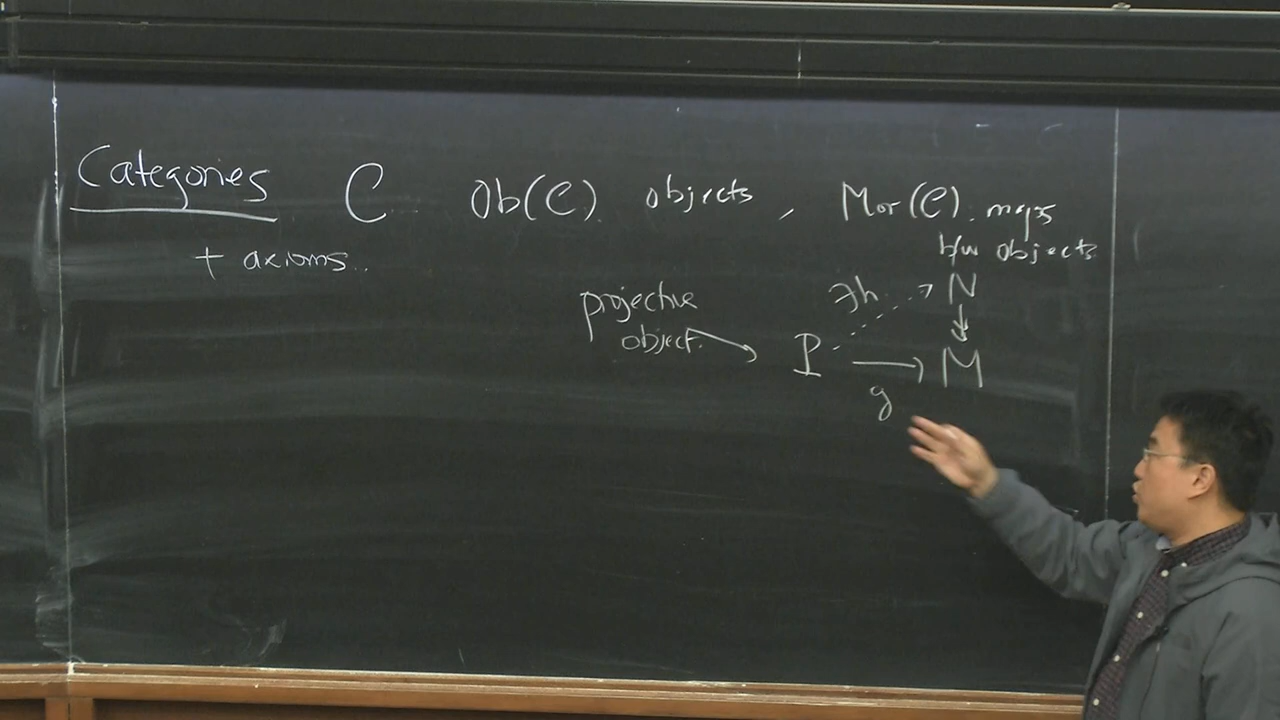 Categories C Ob(C) objects, Mor(C). maps
b/w objects
+ axioms..
projective ∃h N
object. P M
g